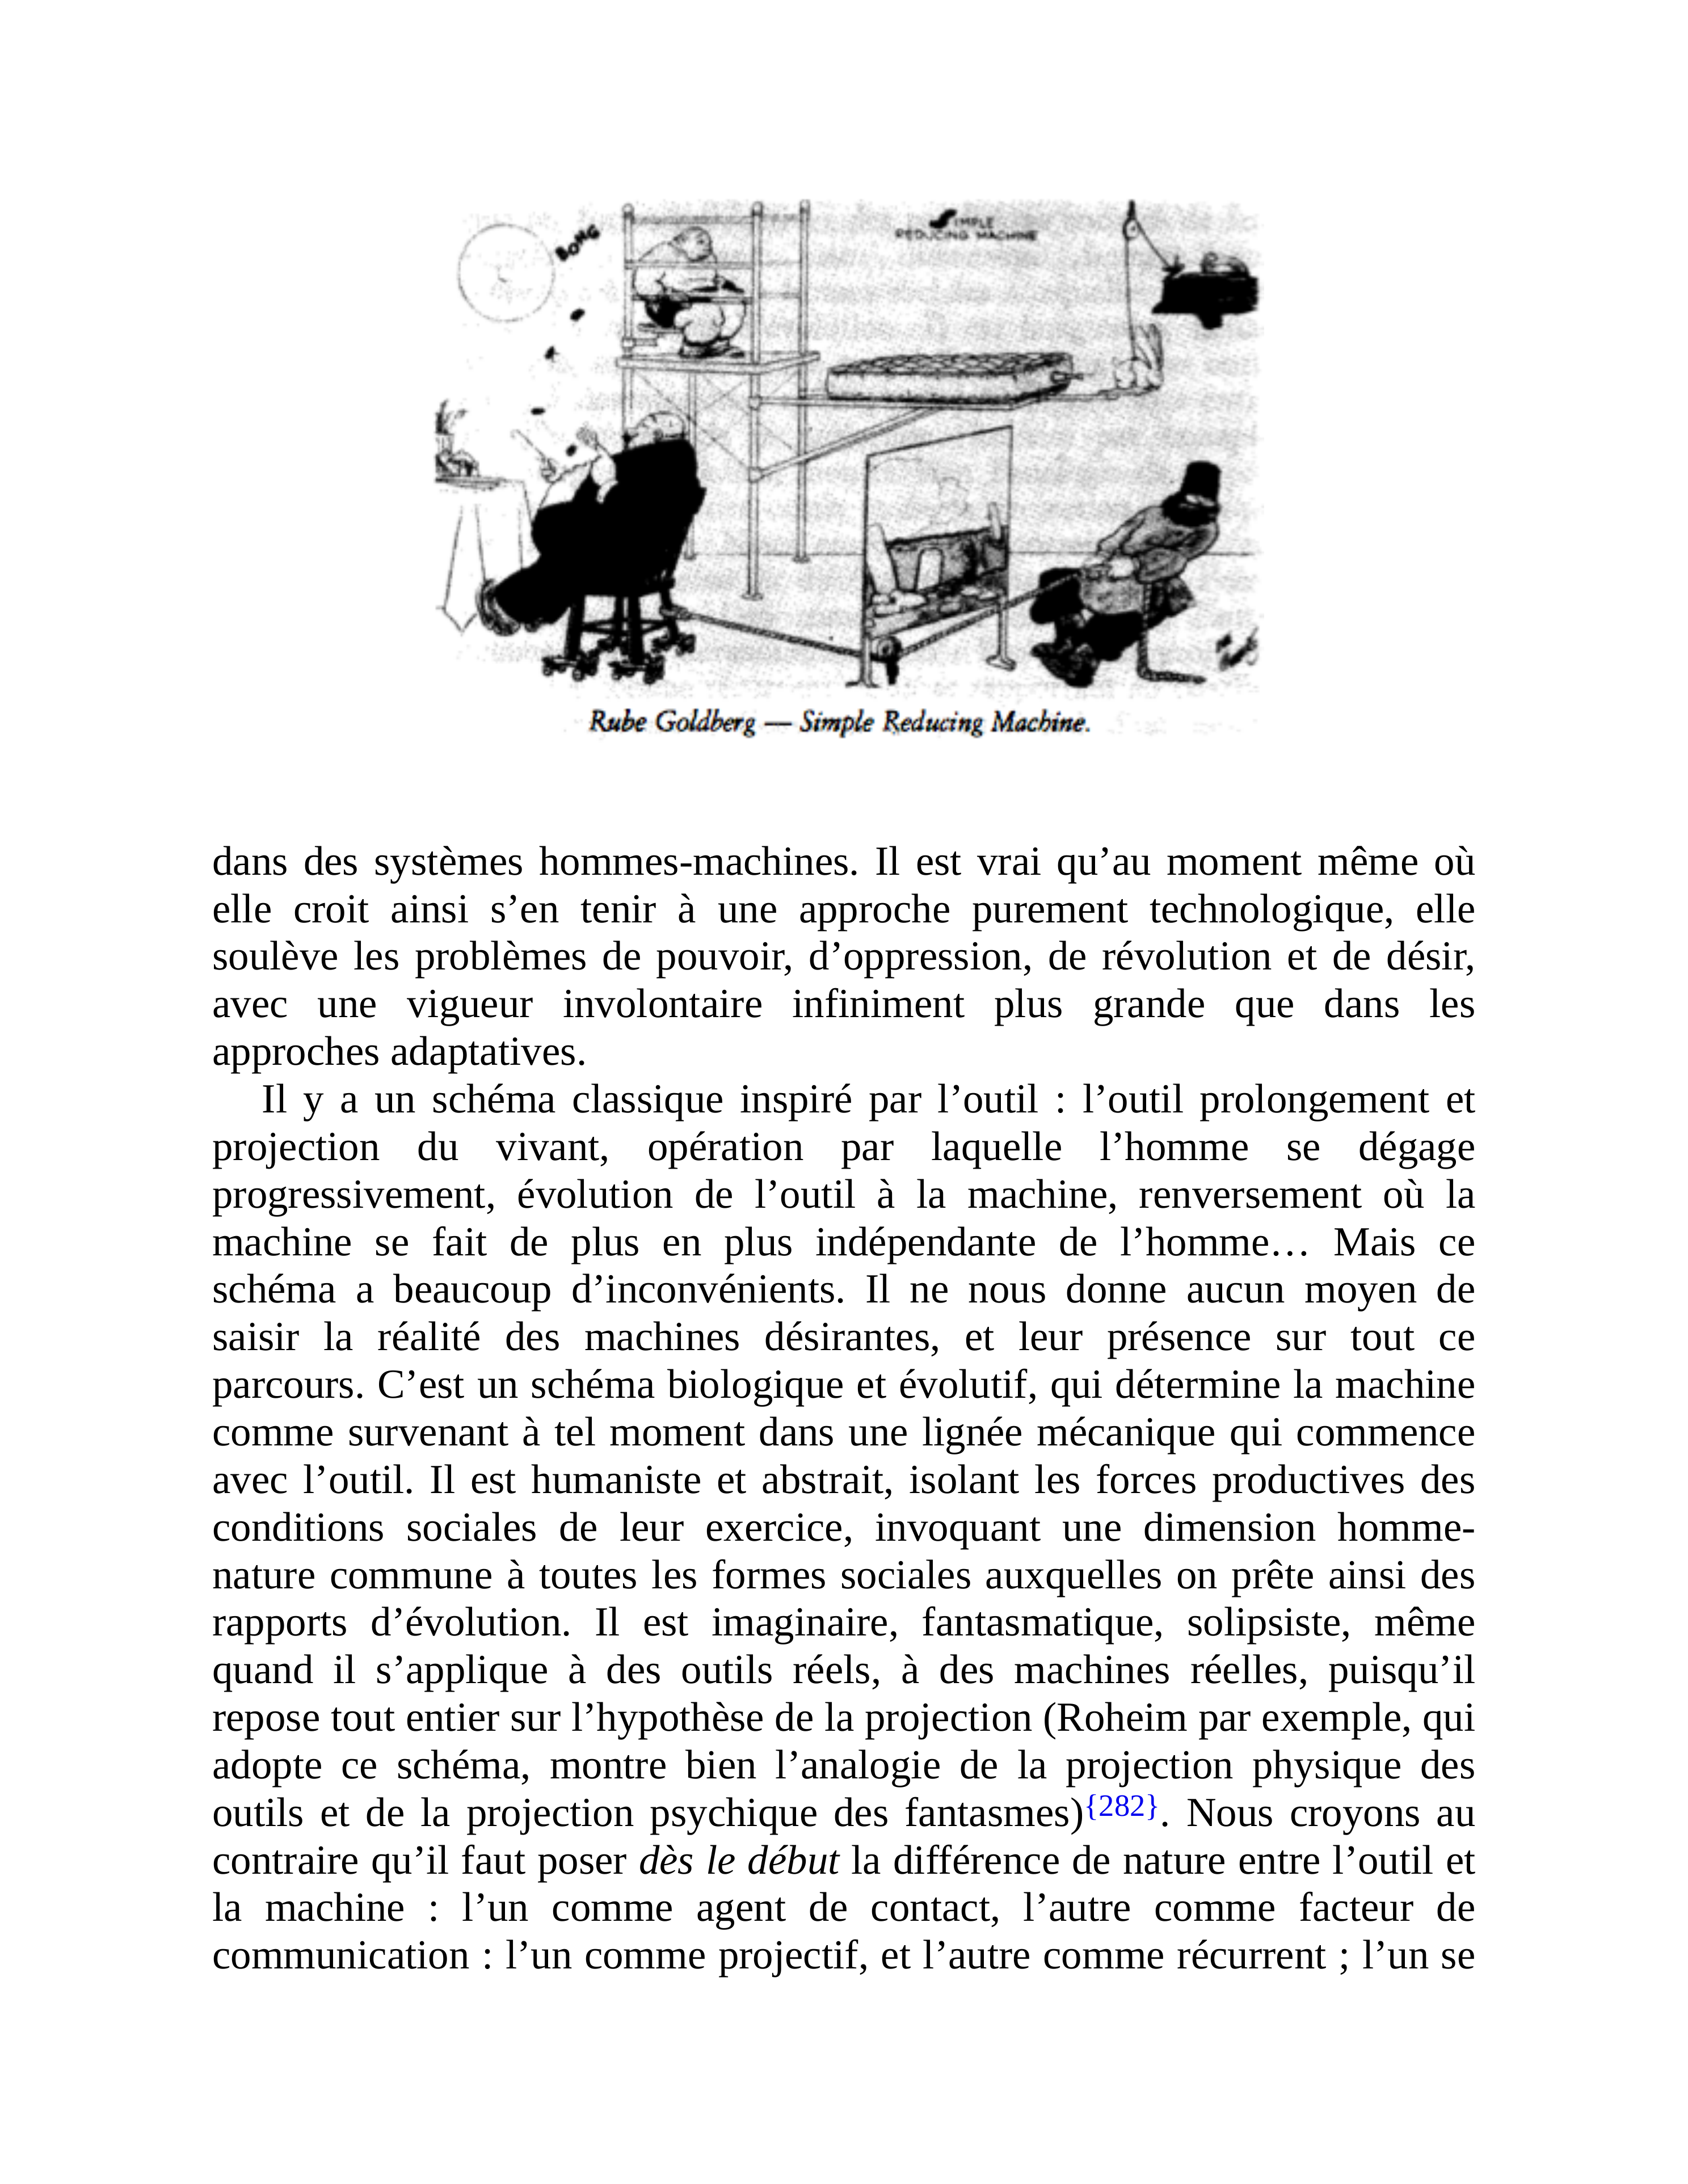 BONG
SIMPLE
REDUCING MACHINE
Rube Goldberg — Simple Reducing Machine.
dans des systèmes hommes-machines. Il est vrai qu’au moment même où
elle croit ainsi s’en tenir à une approche purement technologique, elle
soulève les problèmes de pouvoir, d’oppression, de révolution et de désir,
avec une vigueur involontaire infiniment plus grande que dans les
approches adaptatives.
Il y a un schéma classique inspiré par l’outil : l’outil prolongement et
projection du vivant, opération par laquelle l’homme se dégage
progressivement, évolution de l’outil à la machine, renversement où la
machine se fait de plus en plus indépendante de l’homme… Mais ce
schéma a beaucoup d’inconvénients. Il ne nous donne aucun moyen de
saisir la réalité des machines désirantes, et leur présence sur tout ce
parcours. C’est un schéma biologique et évolutif, qui détermine la machine
comme survenant à tel moment dans une lignée mécanique qui commence
avec l’outil. Il est humaniste et abstrait, isolant les forces productives des
conditions sociales de leur exercice, invoquant une dimension homme-
nature commune à toutes les formes sociales auxquelles on prête ainsi des
rapports d’évolution. Il est imaginaire, fantasmatique, solipsiste, même
quand il s’applique à des outils réels, à des machines réelles, puisqu’il
repose tout entier sur l’hypothèse de la projection (Roheim par exemple, qui
adopte ce schéma, montre bien l’analogie de la projection physique des
outils et de la projection psychique des fantasmes){282}. Nous croyons au
contraire qu’il faut poser dès le début la différence de nature entre l’outil et
la machine : l’un comme agent de contact, l’autre comme facteur de
communication : l’un comme projectif, et l’autre comme récurrent ; l’un se